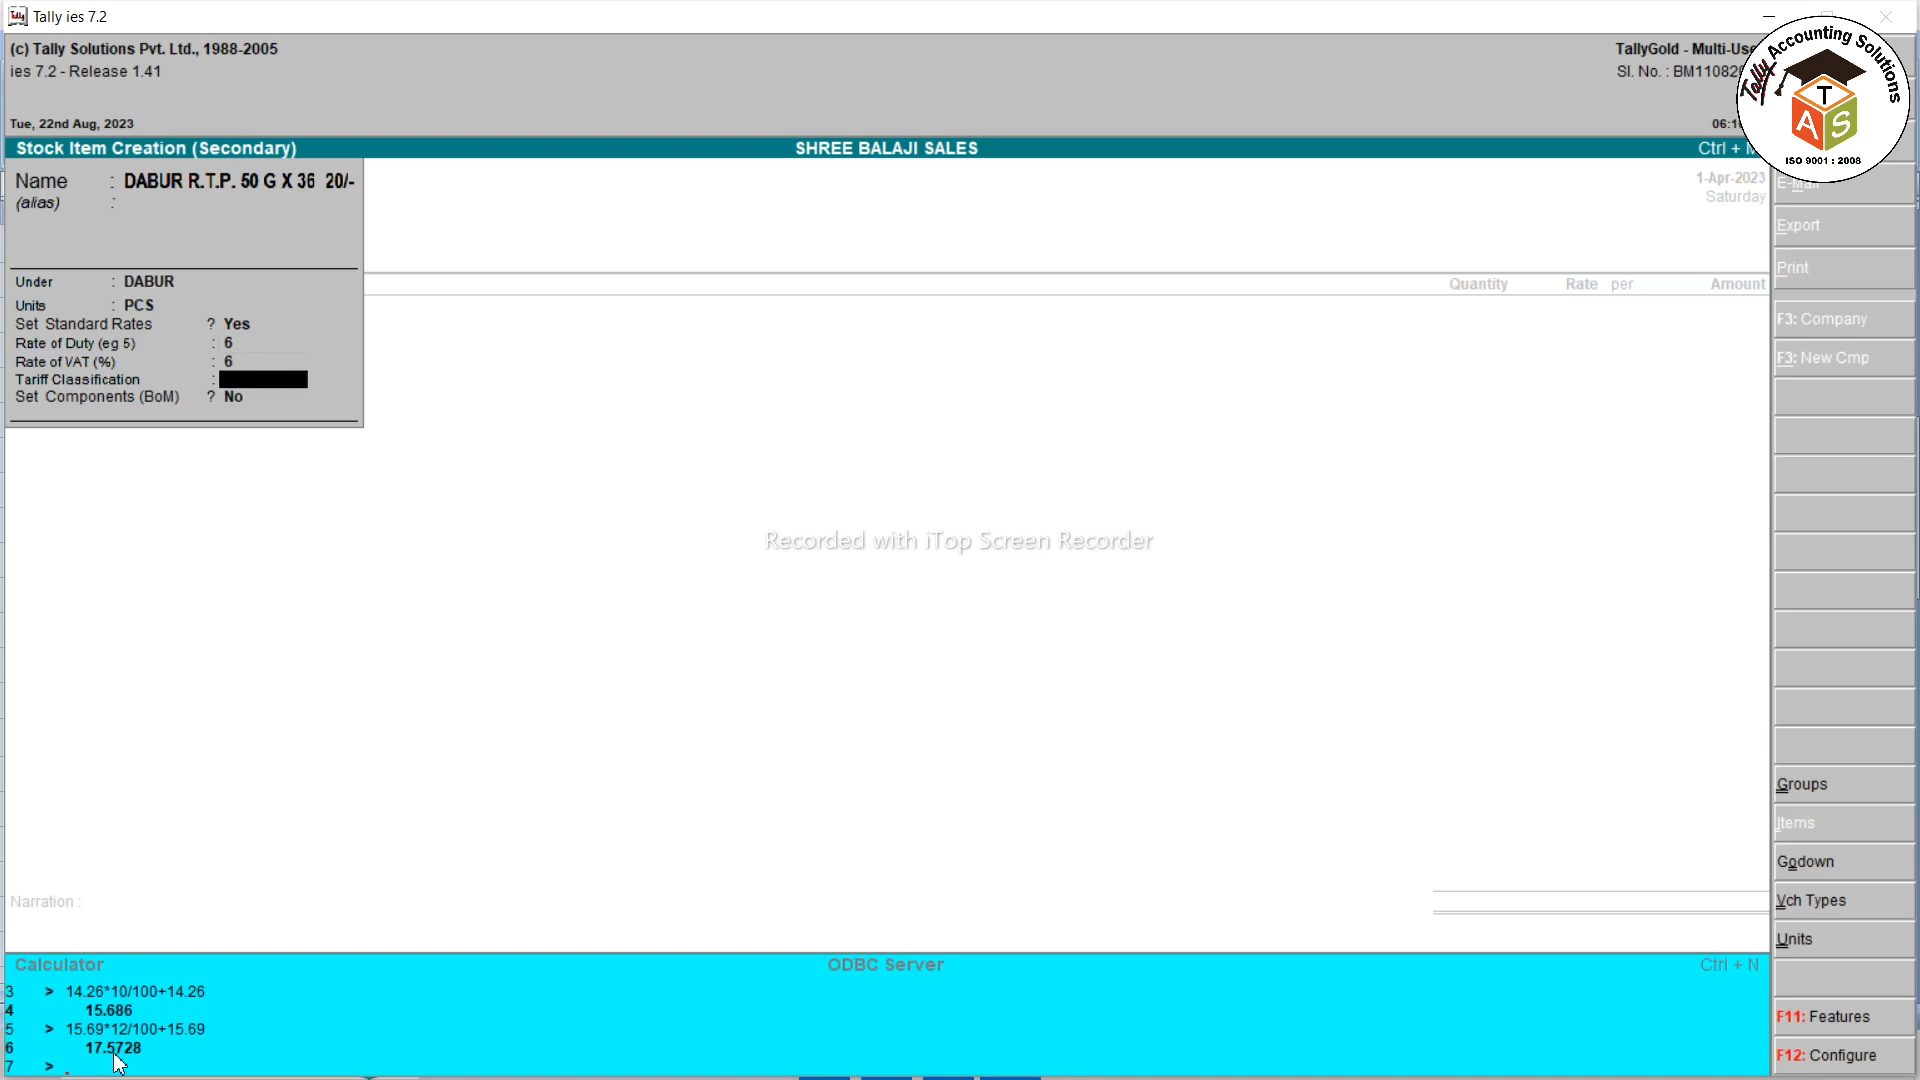 Tally ies 7.2
(c) Tally Solutions Pvt. Ltd., 1988-2005
ies 7.2 - Release 1.41
TallyGold - Multi-Use
Sl. No. : BM11082
Tally Accounting Solutions
T
A S
ISO 9001 : 2008
Tue, 22nd Aug, 2023
06:1
Stock Item Creation (Secondary)
SHREE BALAJI SALES
Ctrl + M
Name : DABUR R.T.P. 50 G X 36 20/-
(alias) :
1-Apr-2023
Saturday
E-Mail
Export
Print
Under : DABUR
Units : PCS
Set Standard Rates ? Yes
Rate of Duty (eg 5) : 6
Rate of VAT (%) : 6
Tariff Classification :
Set Components (BoM) ? No
Quantity Rate per Amount
F3: Company
F3: New Cmp
Recorded with iTop Screen Recorder
Groups
Items
Godown
Vch Types
Units
Narration :
Calculator
ODBC Server
Ctrl + N
3 > 14.26*10/100+14.26
4 15.686
5 > 15.69*12/100+15.69
6 17.5728
7 >
F11: Features
F12: Configure